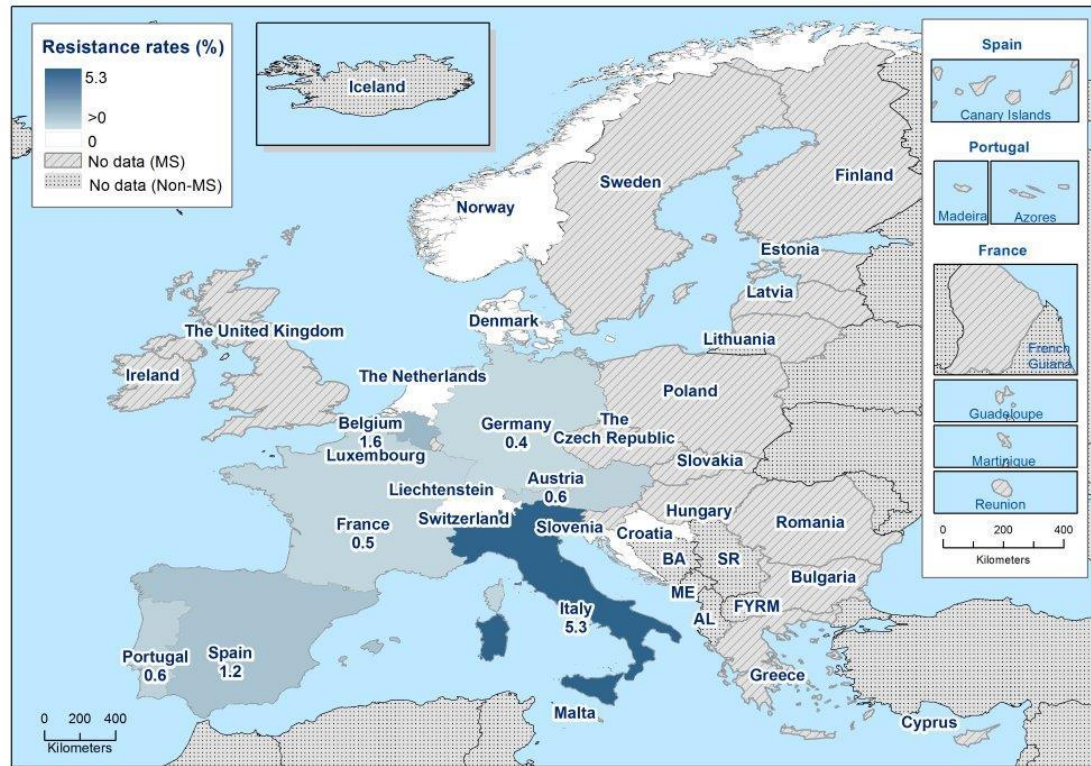 Resistance rates (%)
5.3
>0
0
No data (MS)
No data (Non-MS)
Iceland
Norway
Sweden
Finland
Estonia
Latvia
Lithuania
Denmark
The United Kingdom
Ireland
The Netherlands
Belgium
1.6
Luxembourg
Germany
0.4
Poland
The
Czech Republic
Slovakia
Austria
0.6
Liechtenstein
Switzerland
Slovenia
Hungary
Croatia
Romania
France
0.5
BA
SR
Bulgaria
ME
FYRM
AL
Italy
5.3
Portugal
0.6
Spain
1.2
Greece
Malta
Cyprus
0 200 400
Kilometers
Spain
Canary Islands
Portugal
Madeira
Azores
France
French
Guiana
Guadeloupe
Martinique
Reunion
0 200 400
Kilometers